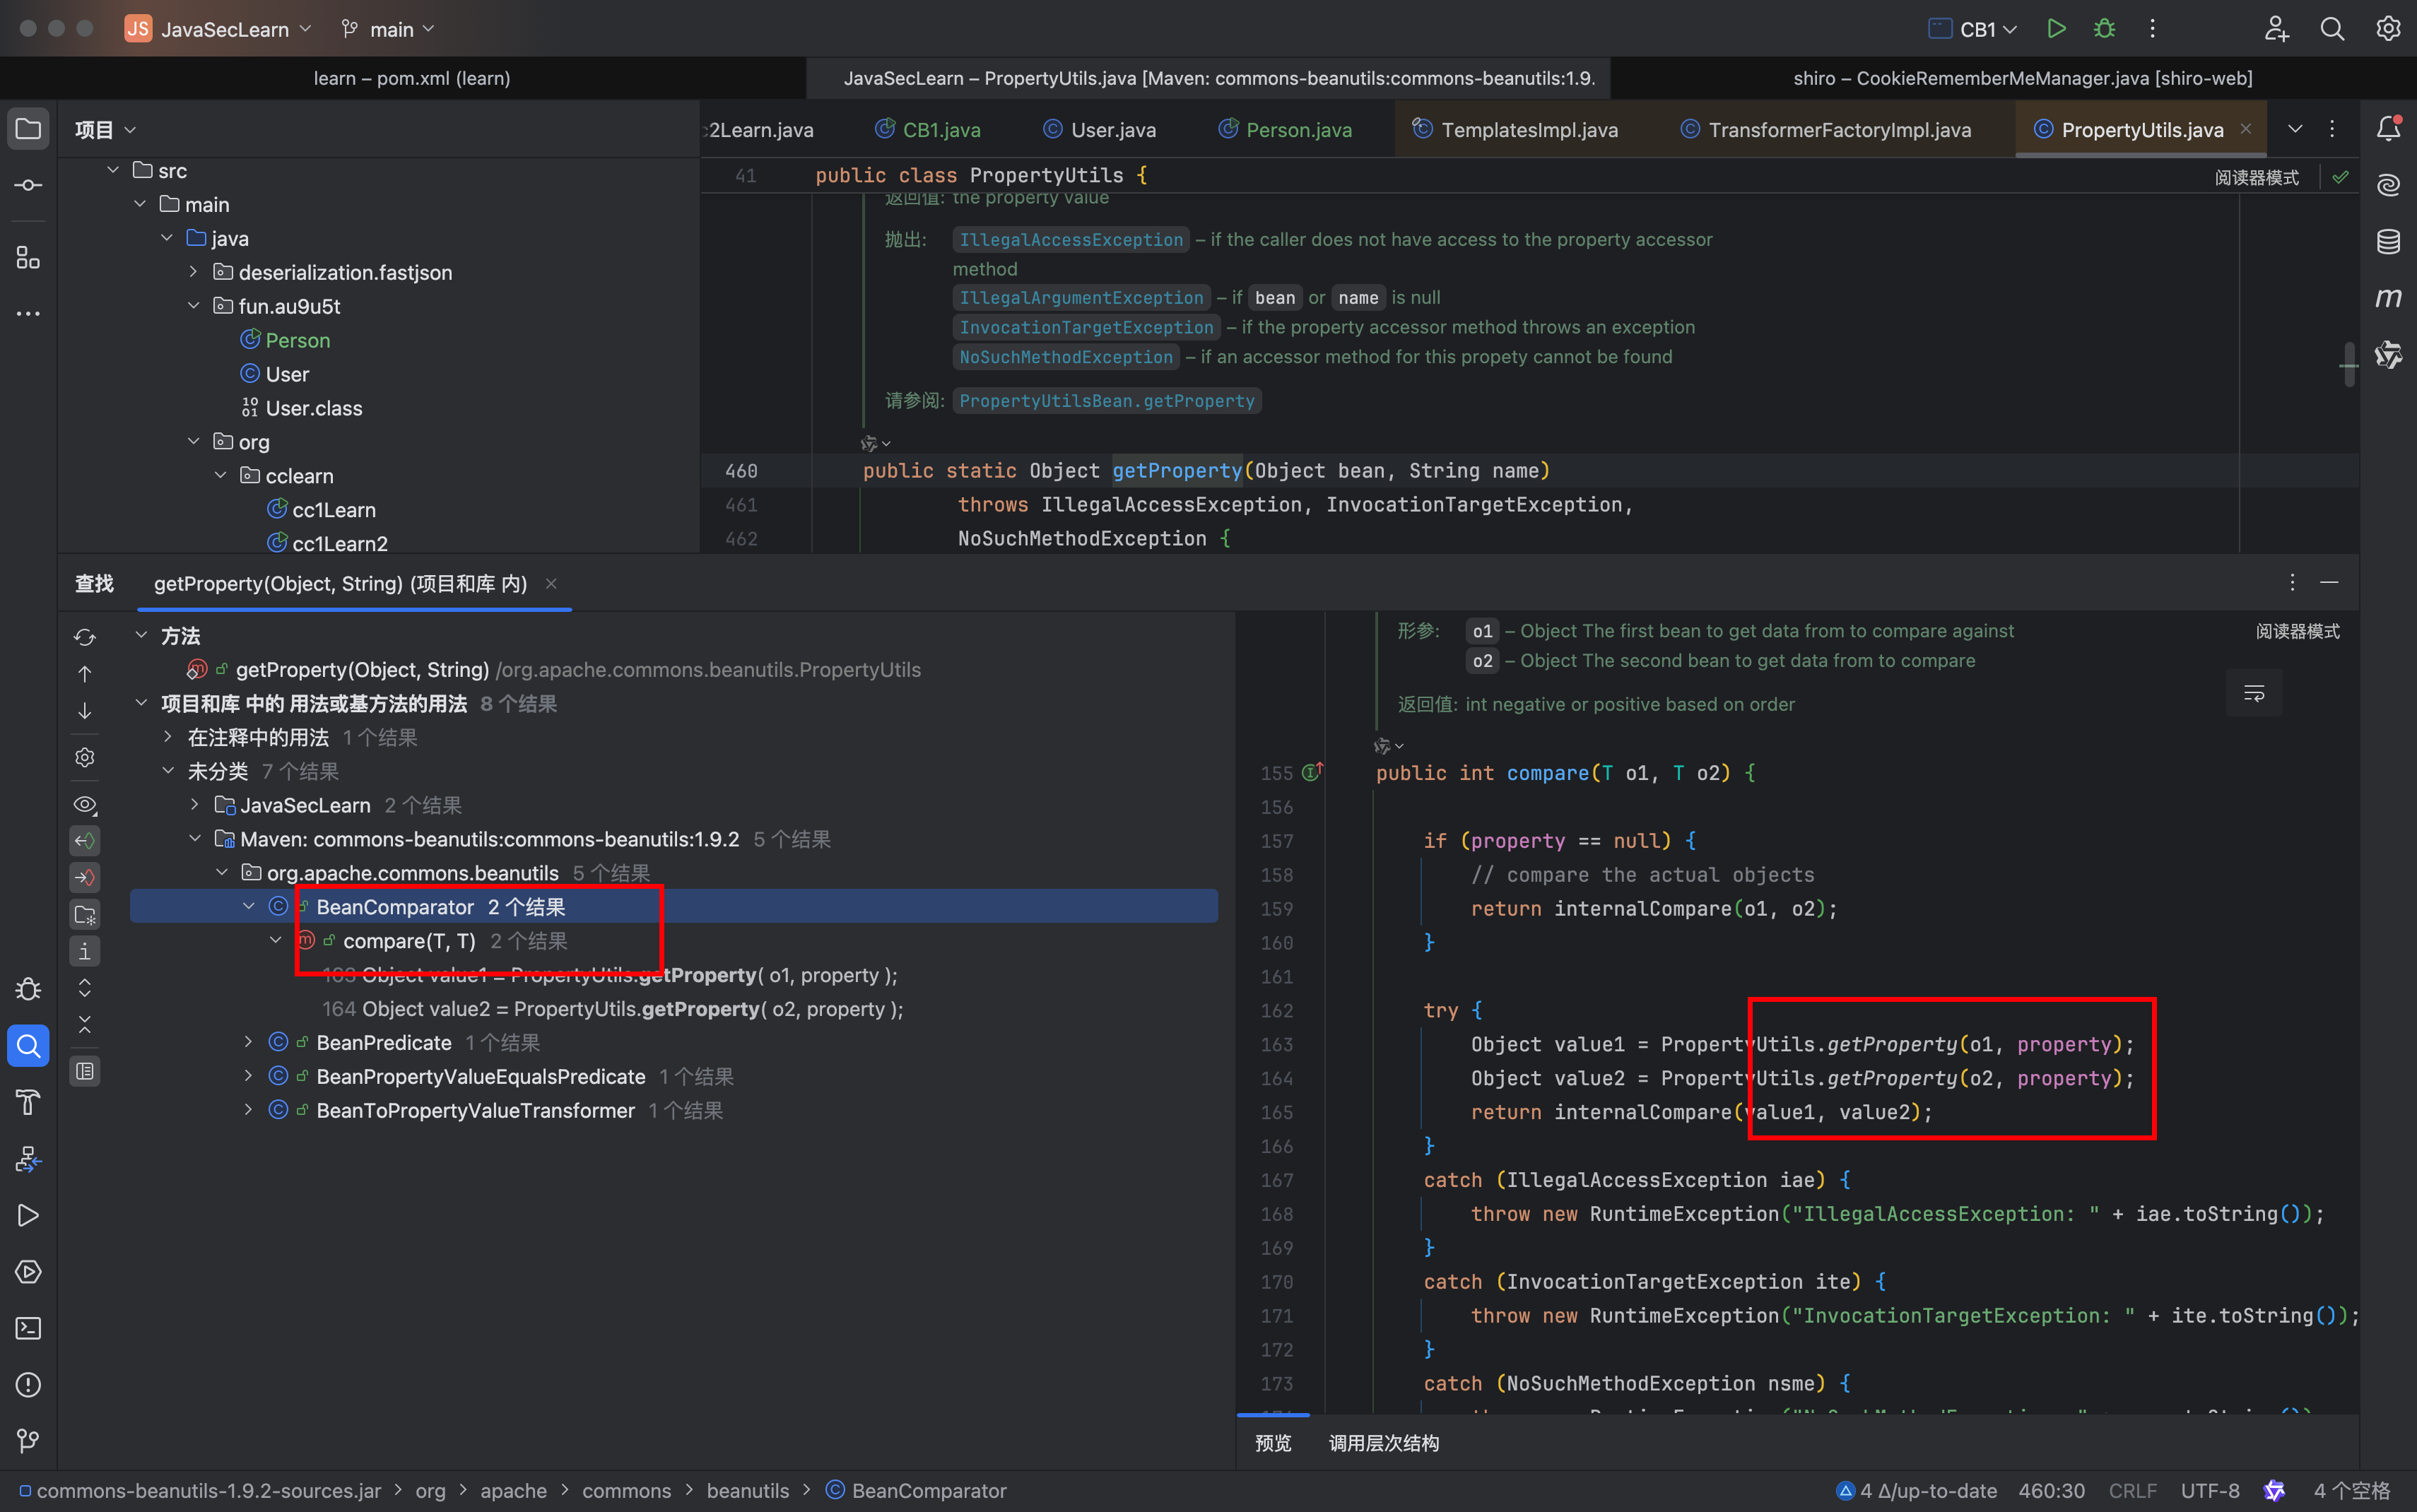 JS JavaSecLearn main CB1
learn – pom.xml (learn)
JavaSecLearn – PropertyUtils.java [Maven: commons-beanutils:commons-beanutils:1.9.
shiro – CookieRememberMeManager.java [shiro-web]
项目
src
main
java
deserialization.fastjson
fun.au9u5t
Person
User
User.class
org
cclearn
cc1Learn
cc1Learn2
2Learn.java CB1.java User.java Person.java TemplatesImpl.java TransformerFactoryImpl.java PropertyUtils.java
41 public class PropertyUtils {
阅读器模式
返回值: the property value
抛出: IllegalAccessException – if the caller does not have access to the property accessor
method
IllegalArgumentException – if bean or name is null
InvocationTargetException – if the property accessor method throws an exception
NoSuchMethodException – if an accessor method for this propety cannot be found
请参阅: PropertyUtilsBean.getProperty
460 public static Object getProperty(Object bean, String name)
461 throws IllegalAccessException, InvocationTargetException,
462 NoSuchMethodException {
查找 getProperty(Object, String) (项目和库 内)
方法
getProperty(Object, String) /org.apache.commons.beanutils.PropertyUtils
项目和库 中的 用法或基方法的用法 8 个结果
在注释中的用法 1 个结果
未分类 7 个结果
JavaSecLearn 2 个结果
Maven: commons-beanutils:commons-beanutils:1.9.2 5 个结果
org.apache.commons.beanutils 5 个结果
BeanComparator 2 个结果
compare(T, T) 2 个结果
163 Object value1 = PropertyUtils.getProperty( o1, property );
164 Object value2 = PropertyUtils.getProperty( o2, property );
BeanPredicate 1 个结果
BeanPropertyValueEqualsPredicate 1 个结果
BeanToPropertyValueTransformer 1 个结果
形参: o1 – Object The first bean to get data from to compare against
阅读器模式
o2 – Object The second bean to get data from to compare
返回值: int negative or positive based on order
155 public int compare(T o1, T o2) {
156
157 if (property == null) {
158 // compare the actual objects
159 return internalCompare(o1, o2);
160 }
161
162 try {
163 Object value1 = PropertyUtils.getProperty(o1, property);
164 Object value2 = PropertyUtils.getProperty(o2, property);
165 return internalCompare(value1, value2);
166 }
167 catch (IllegalAccessException iae) {
168 throw new RuntimeException("IllegalAccessException: " + iae.toString());
169 }
170 catch (InvocationTargetException ite) {
171 throw new RuntimeException("InvocationTargetException: " + ite.toString());
172 }
173 catch (NoSuchMethodException nsme) {
预览 调用层次结构
commons-beanutils-1.9.2-sources.jar > org > apache > commons > beanutils > BeanComparator
4 Δ/up-to-date 460:30 CRLF UTF-8 4 个空格